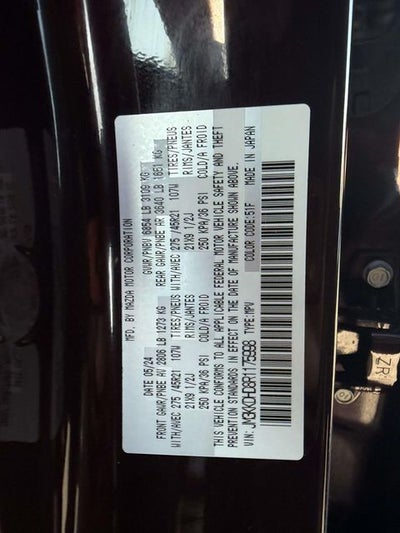 MFD. BY MAZDA MOTOR CORPORATION
05/24 GVWR/PNBV 6854 LB 3109 KG
FRONT GAWR/PNBE AV 2806 LB 1273 KG REAR GAWR/PNBE AR 3640 LB 1651 KG
WITH/AVEC 275 /45R21 107W TIRES/PNEUS WITH/AVEC 275 /45R21 107W TIRES/PNEUS
21X9 1/2J RIMS/JANTES 21X9 1/2J RIMS/JANTES
250 KPA/36 PSI COLD/A FROID 250 KPA/36 PSI COLD/A FROID
THIS VEHICLE CONFORMS TO ALL APPLICABLE FEDERAL MOTOR VEHICLE SAFETY AND THEFT
PREVENTION STANDARDS IN EFFECT ON THE DATE OF MANUFACTURE SHOWN ABOVE.
VIN: JM3KKDHD8R1175998 TYPE:MPV COLOR CODE:51F MADE IN JAPAN
ZR